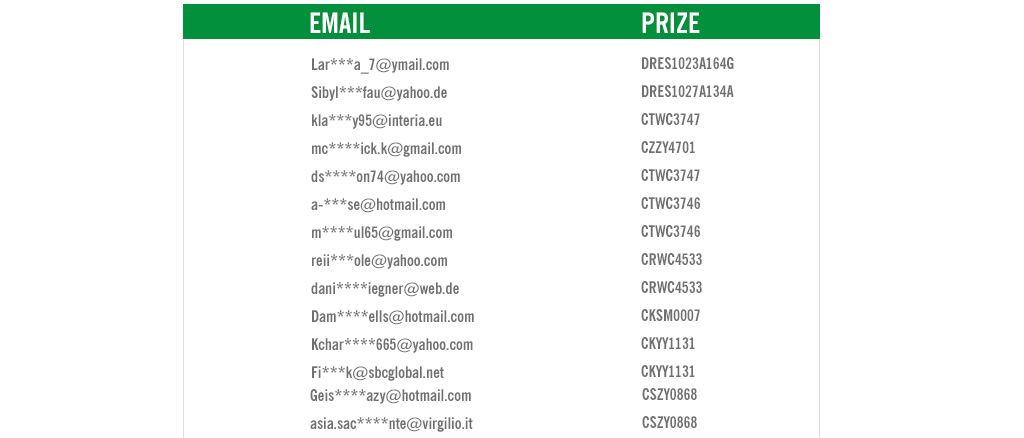 EMAIL PRIZE
Lar***a_7@ymail.com DRES1023A164G
Sibyl***fau@yahoo.de DRES1027A134A
kla***y95@interia.eu CTWC3747
mc****ick.k@gmail.com CZZY4701
ds****on74@yahoo.com CTWC3747
a-***se@hotmail.com CTWC3746
m****ul65@gmail.com CTWC3746
reii***ole@yahoo.com CRWC4533
dani****iegner@web.de CRWC4533
Dam****ells@hotmail.com CKSM0007
Kchar****665@yahoo.com CKYY1131
Fi***k@sbcglobal.net CKYY1131
Geis****azy@hotmail.com CSZY0868
asia.sac****nte@virgilio.it CSZY0868